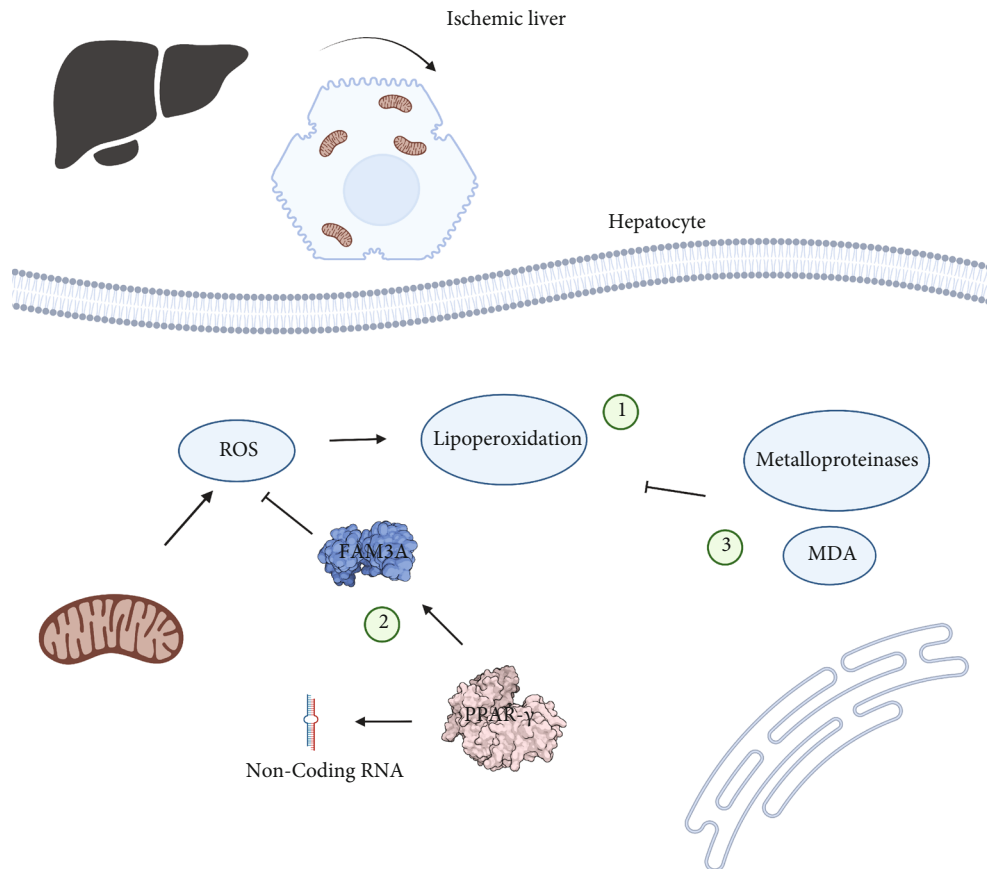 Ischemic liver
Hepatocyte
1
Lipoperoxidation
ROS
Metalloproteinases
3
MDA
FAM3A
2
PPAR-γ
Non-Coding RNA